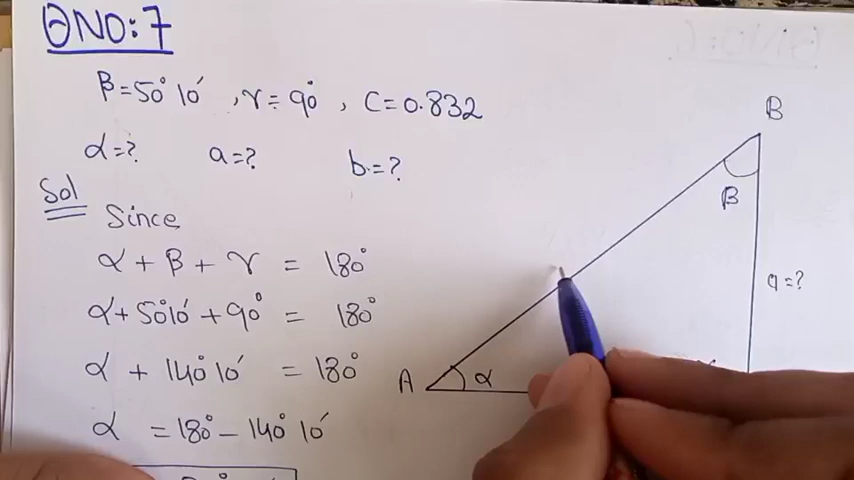 QNO:7
β=50°10′ , γ=90° , C=0.832
α=? a=? b=?
Sol
Since
α + β + γ = 180°
α+50°10′ + 90° = 180°
α + 140°10′ = 180°
α = 180° - 140° 10′
B
β
a=?
A
α